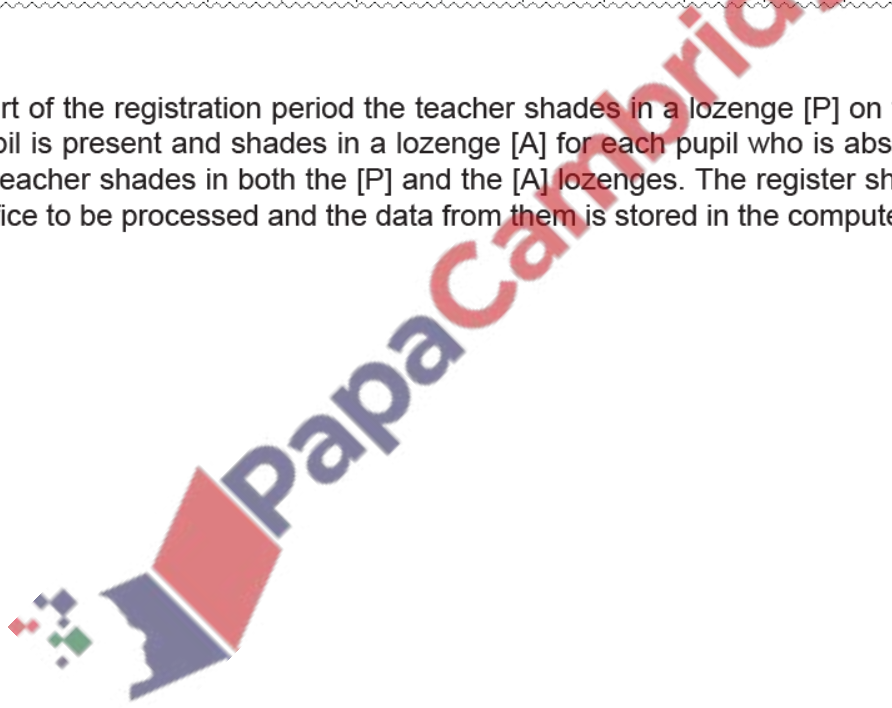 rt of the registration period the teacher shades in a lozenge [P] on
pil is present and shades in a lozenge [A] for each pupil who is abs
eacher shades in both the [P] and the [A] lozenges. The register sh
fice to be processed and the data from them is stored in the compute
PapaCambridg